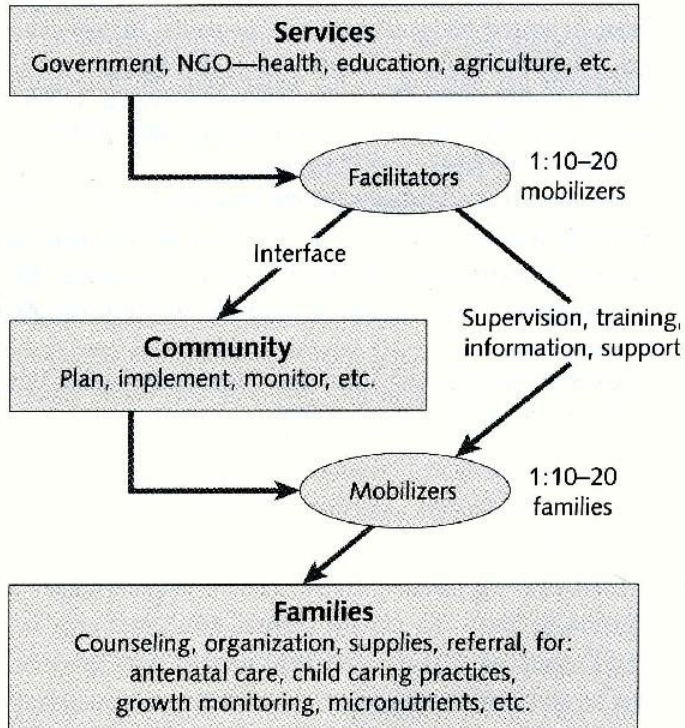 Services
Government, NGO—health, education, agriculture, etc.
Facilitators
1:10–20
mobilizers
Interface
Supervision, training,
information, support
Community
Plan, implement, monitor, etc.
Mobilizers
1:10–20
families
Families
Counseling, organization, supplies, referral, for:
antenatal care, child caring practices,
growth monitoring, micronutrients, etc.